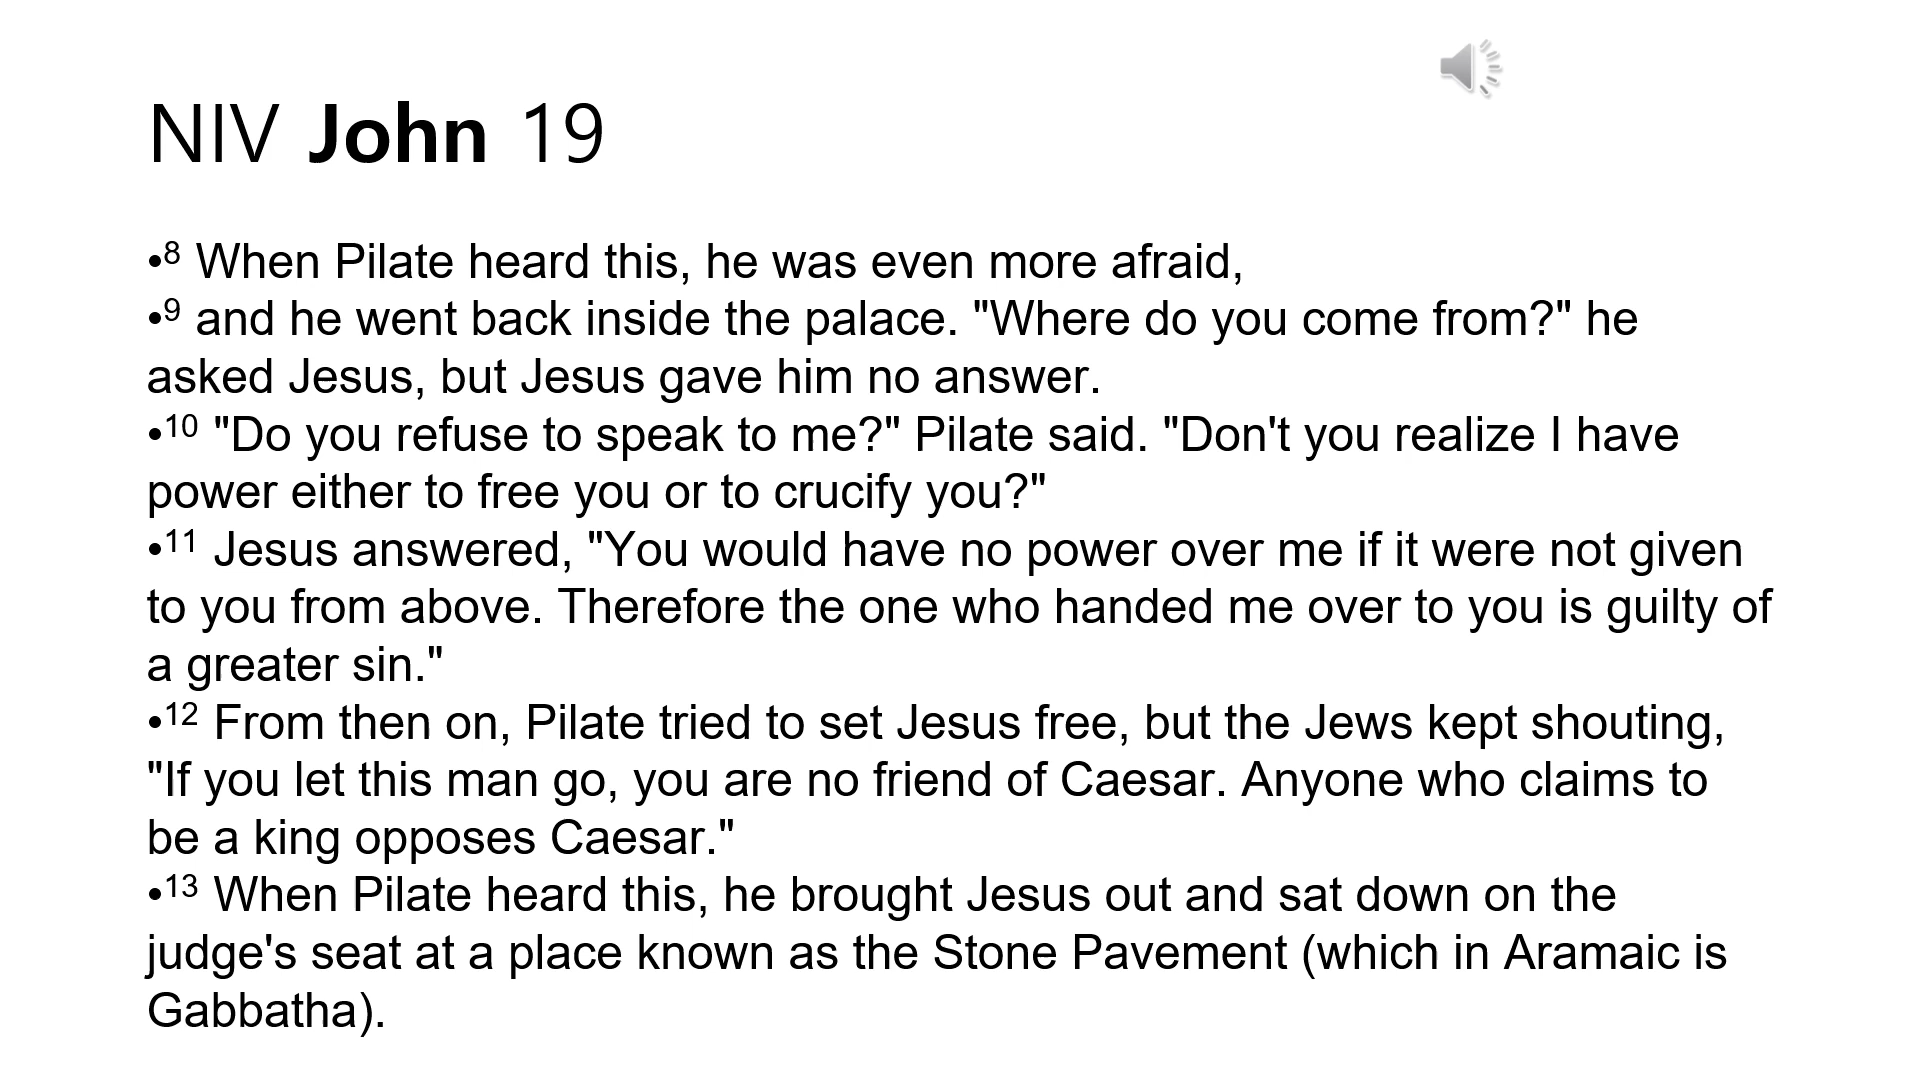 NIV John 19
•8 When Pilate heard this, he was even more afraid,
•9 and he went back inside the palace. "Where do you come from?" he
asked Jesus, but Jesus gave him no answer.
•10 "Do you refuse to speak to me?" Pilate said. "Don't you realize I have
power either to free you or to crucify you?"
•11 Jesus answered, "You would have no power over me if it were not given
to you from above. Therefore the one who handed me over to you is guilty of
a greater sin."
•12 From then on, Pilate tried to set Jesus free, but the Jews kept shouting,
"If you let this man go, you are no friend of Caesar. Anyone who claims to
be a king opposes Caesar."
•13 When Pilate heard this, he brought Jesus out and sat down on the
judge's seat at a place known as the Stone Pavement (which in Aramaic is
Gabbatha).